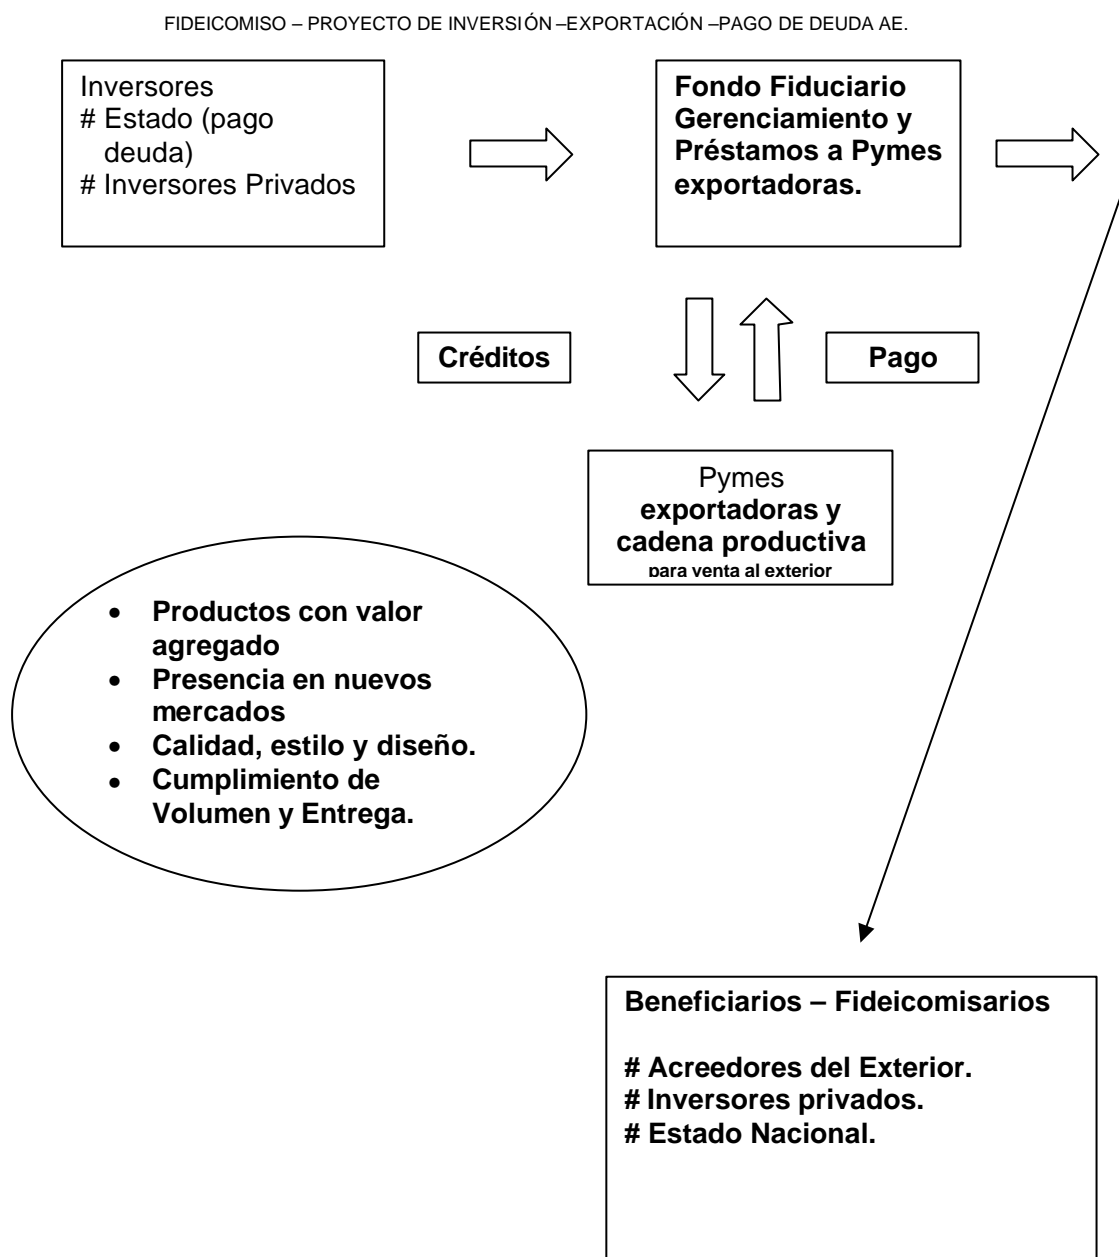 FIDEICOMISO – PROYECTO DE INVERSIÓN –EXPORTACIÓN –PAGO DE DEUDA AE.
Inversores
# Estado (pago
deuda)
# Inversores Privados
Fondo Fiduciario
Gerenciamiento y
Préstamos a Pymes
exportadoras.
Créditos
Pago
Pymes
exportadoras y
cadena productiva
para venta al exterior
• Productos con valor
agregado
• Presencia en nuevos
mercados
• Calidad, estilo y diseño.
• Cumplimiento de
Volumen y Entrega.
Beneficiarios – Fideicomisarios
# Acreedores del Exterior.
# Inversores privados.
# Estado Nacional.